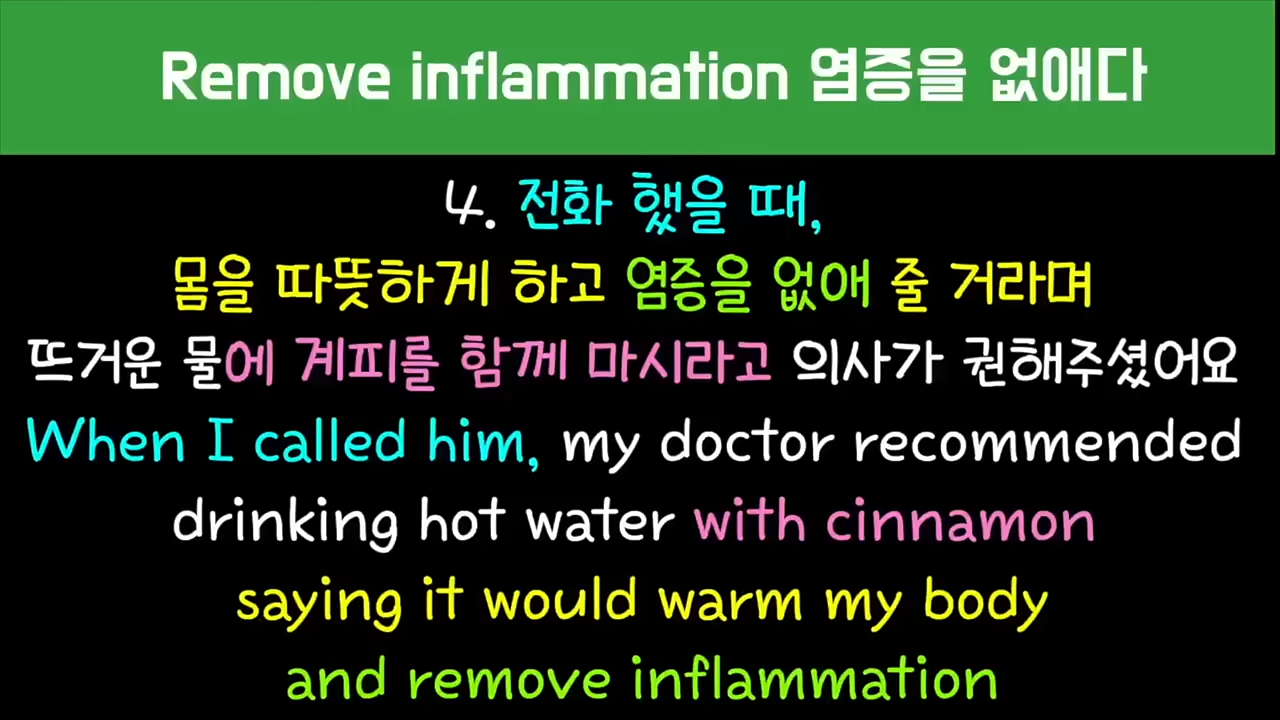 Remove inflammation 염증을 없애다
4. 전화 했을 때,
몸을 따뜻하게 하고 염증을 없애 줄 거라며
뜨거운 물에 계피를 함께 마시라고 의사가 권해주셨어요
When I called him, my doctor recommended
drinking hot water with cinnamon
saying it would warm my body
and remove inflammation